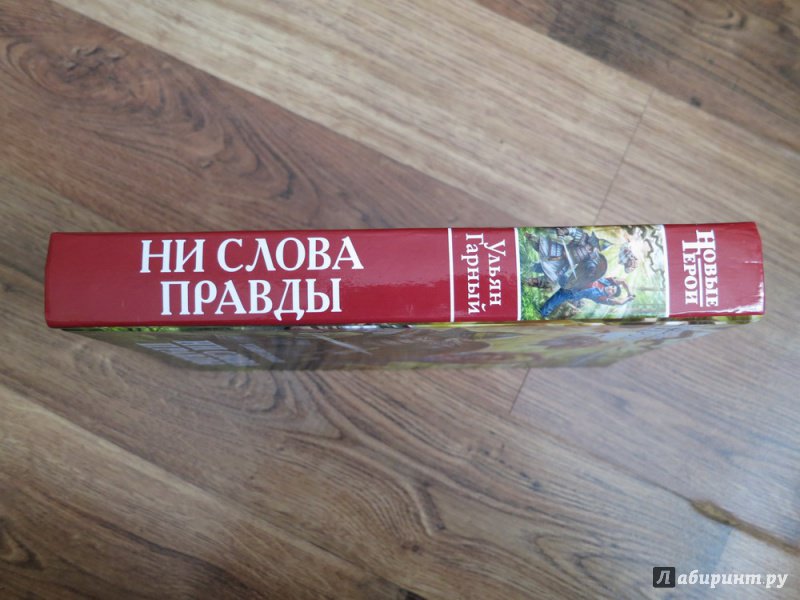 НИ СЛОВА
ПРАВДЫ
Ульян
Гарный
Новые
Герои
Лабиринт.ру